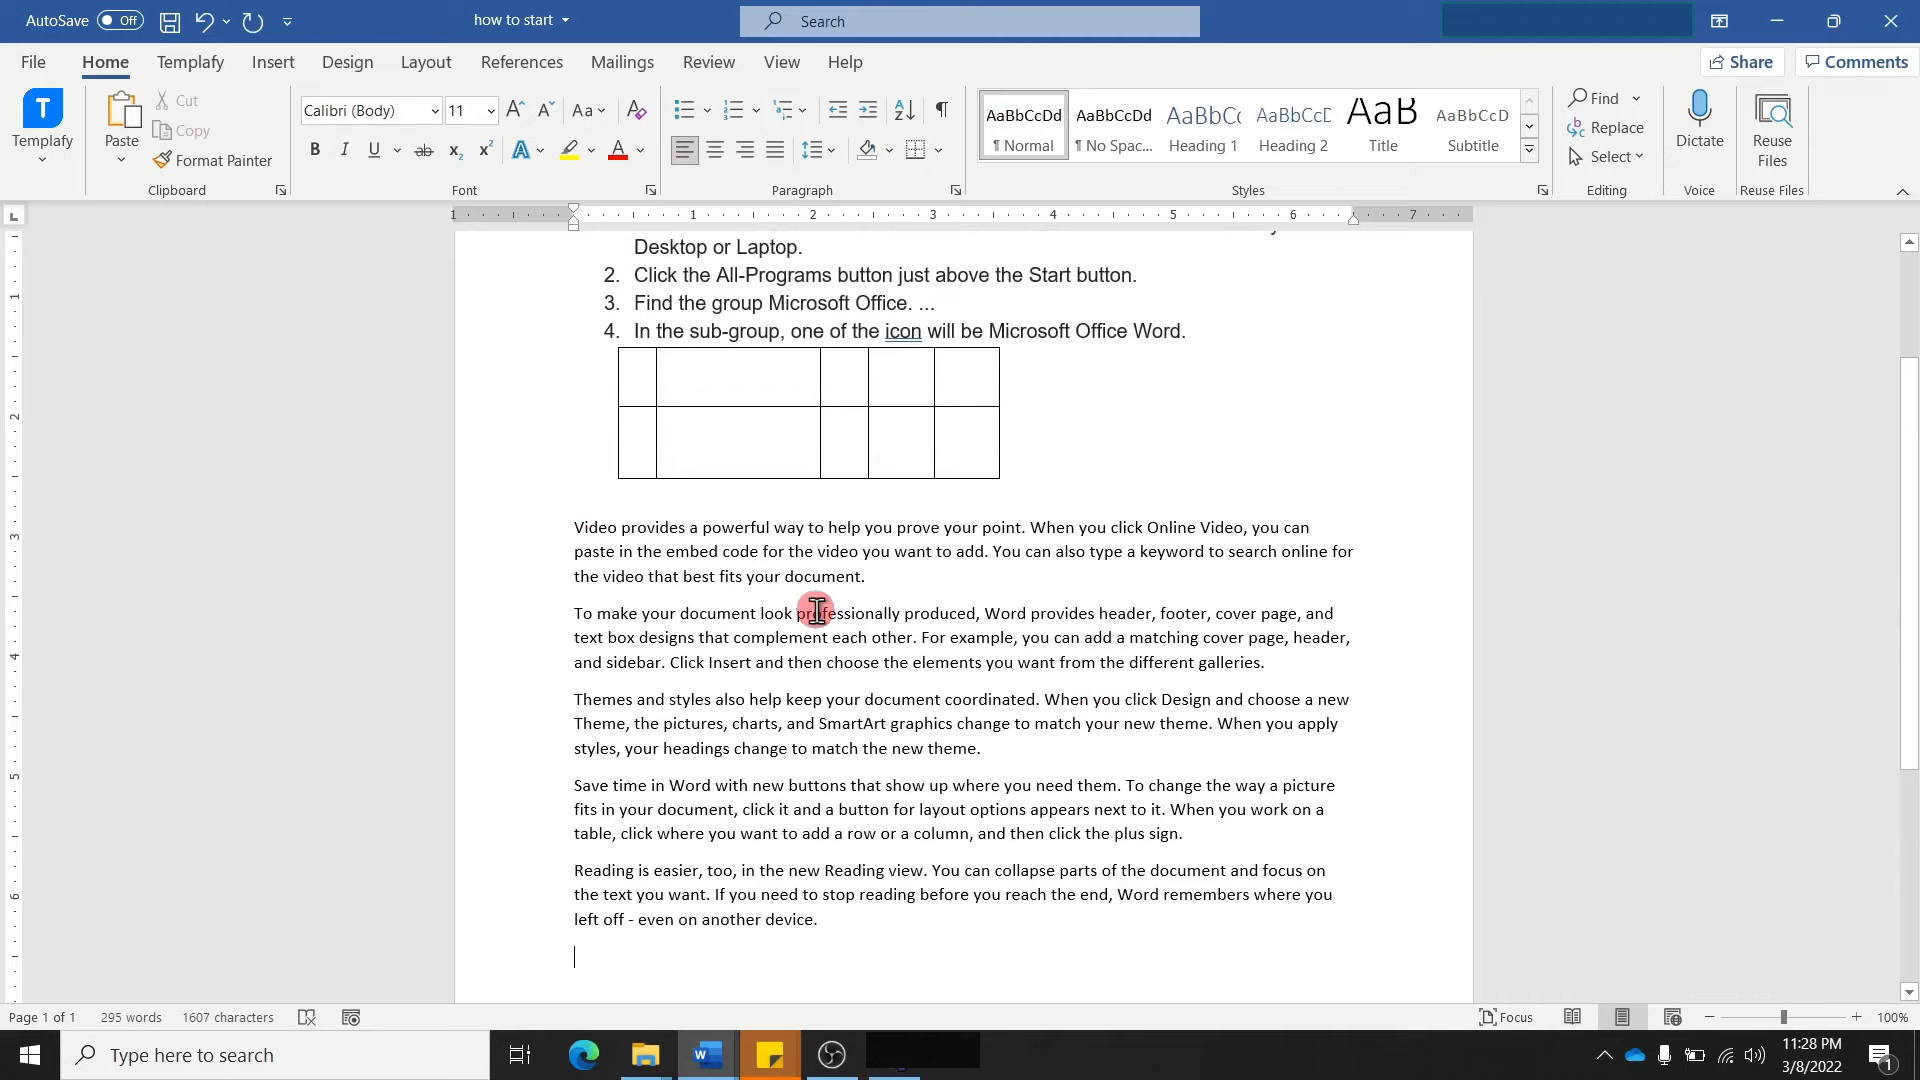 AutoSave Off how to start Search
File Home Templafy Insert Design Layout References Mailings Review View Help Share Comments
Templafy Paste Cut Copy Format Painter Clipboard
Calibri (Body) 11 Aa Font
B I U ab x₂ x² A A
Paragraph
AaBbCcDd ¶ Normal
AaBbCcDd ¶ No Spac...
AaBbC( Heading 1
AaBbCcE Heading 2
AaB Title
AaBbCcD Subtitle
Styles
Find Replace Select Editing
Dictate Voice
Reuse Files Reuse Files
1 1 2 3 4 5 6 7
Desktop or Laptop.
2. Click the All-Programs button just above the Start button.
3. Find the group Microsoft Office. ...
4. In the sub-group, one of the icon will be Microsoft Office Word.
Video provides a powerful way to help you prove your point. When you click Online Video, you can
paste in the embed code for the video you want to add. You can also type a keyword to search online for
the video that best fits your document.
To make your document look professionally produced, Word provides header, footer, cover page, and
text box designs that complement each other. For example, you can add a matching cover page, header,
and sidebar. Click Insert and then choose the elements you want from the different galleries.
Themes and styles also help keep your document coordinated. When you click Design and choose a new
Theme, the pictures, charts, and SmartArt graphics change to match your new theme. When you apply
styles, your headings change to match the new theme.
Save time in Word with new buttons that show up where you need them. To change the way a picture
fits in your document, click it and a button for layout options appears next to it. When you work on a
table, click where you want to add a row or a column, and then click the plus sign.
Reading is easier, too, in the new Reading view. You can collapse parts of the document and focus on
the text you want. If you need to stop reading before you reach the end, Word remembers where you
left off - even on another device.
Page 1 of 1 295 words 1607 characters Focus 100%
Type here to search
11:28 PM
3/8/2022
1